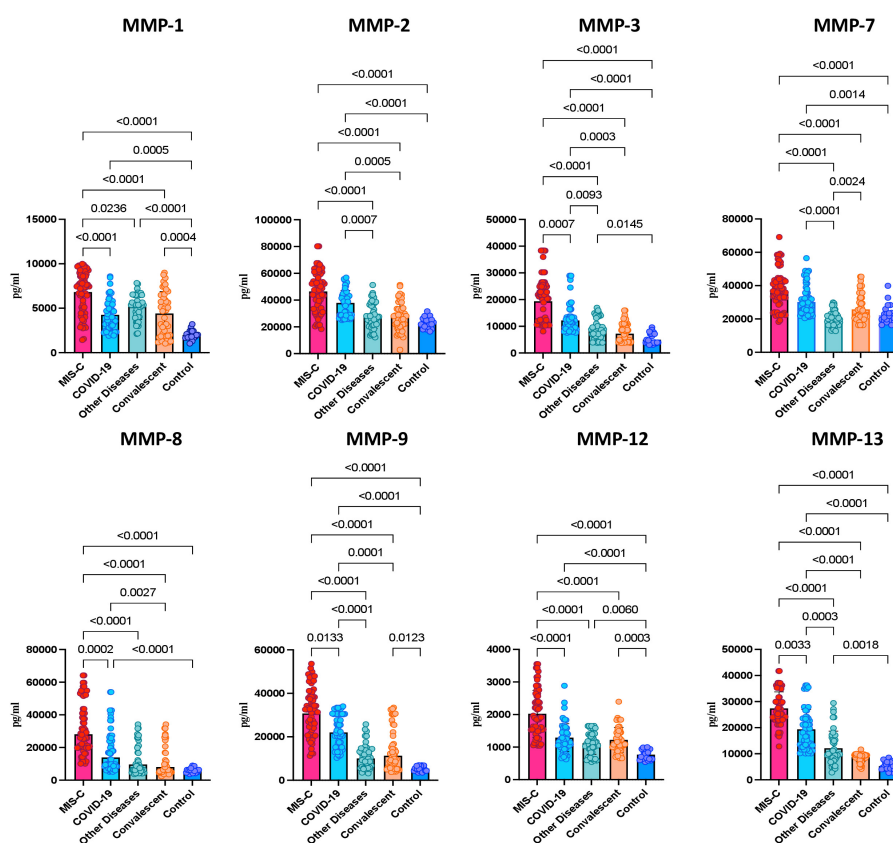 MMP-1
MMP-2
MMP-3
MMP-7
<0.0001
0.0005
<0.0001
0.0236
<0.0001
<0.0001
0.0004
15000
10000
5000
0
pg/ml
MIS-C
COVID-19
Other Diseases
Convalescent
Control
<0.0001
<0.0001
<0.0001
0.0005
<0.0001
0.0007
100000
80000
60000
40000
20000
0
pg/ml
MIS-C
COVID-19
Other Diseases
Convalescent
Control
<0.0001
<0.0001
<0.0001
0.0003
<0.0001
0.0093
0.0007
0.0145
50000
40000
30000
20000
10000
0
pg/ml
MIS-C
COVID-19
Other Diseases
Convalescent
Control
<0.0001
0.0014
<0.0001
<0.0001
0.0024
<0.0001
80000
60000
40000
20000
0
pg/ml
MIS-C
COVID-19
Other Diseases
Convalescent
Control
MMP-8
MMP-9
MMP-12
MMP-13
<0.0001
<0.0001
0.0027
<0.0001
0.0002
<0.0001
80000
60000
40000
20000
0
pg/ml
MIS-C
COVID-19
Other Diseases
Convalescent
Control
<0.0001
<0.0001
<0.0001
0.0001
<0.0001
<0.0001
0.0133
0.0123
60000
40000
20000
0
pg/ml
MIS-C
COVID-19
Other Diseases
Convalescent
Control
<0.0001
<0.0001
<0.0001
<0.0001
0.0060
<0.0001
0.0003
4000
3000
2000
1000
0
pg/ml
MIS-C
COVID-19
Other Diseases
Convalescent
Control
<0.0001
<0.0001
<0.0001
<0.0001
<0.0001
0.0003
0.0033
0.0018
50000
40000
30000
20000
10000
0
pg/ml
MIS-C
COVID-19
Other Diseases
Convalescent
Control